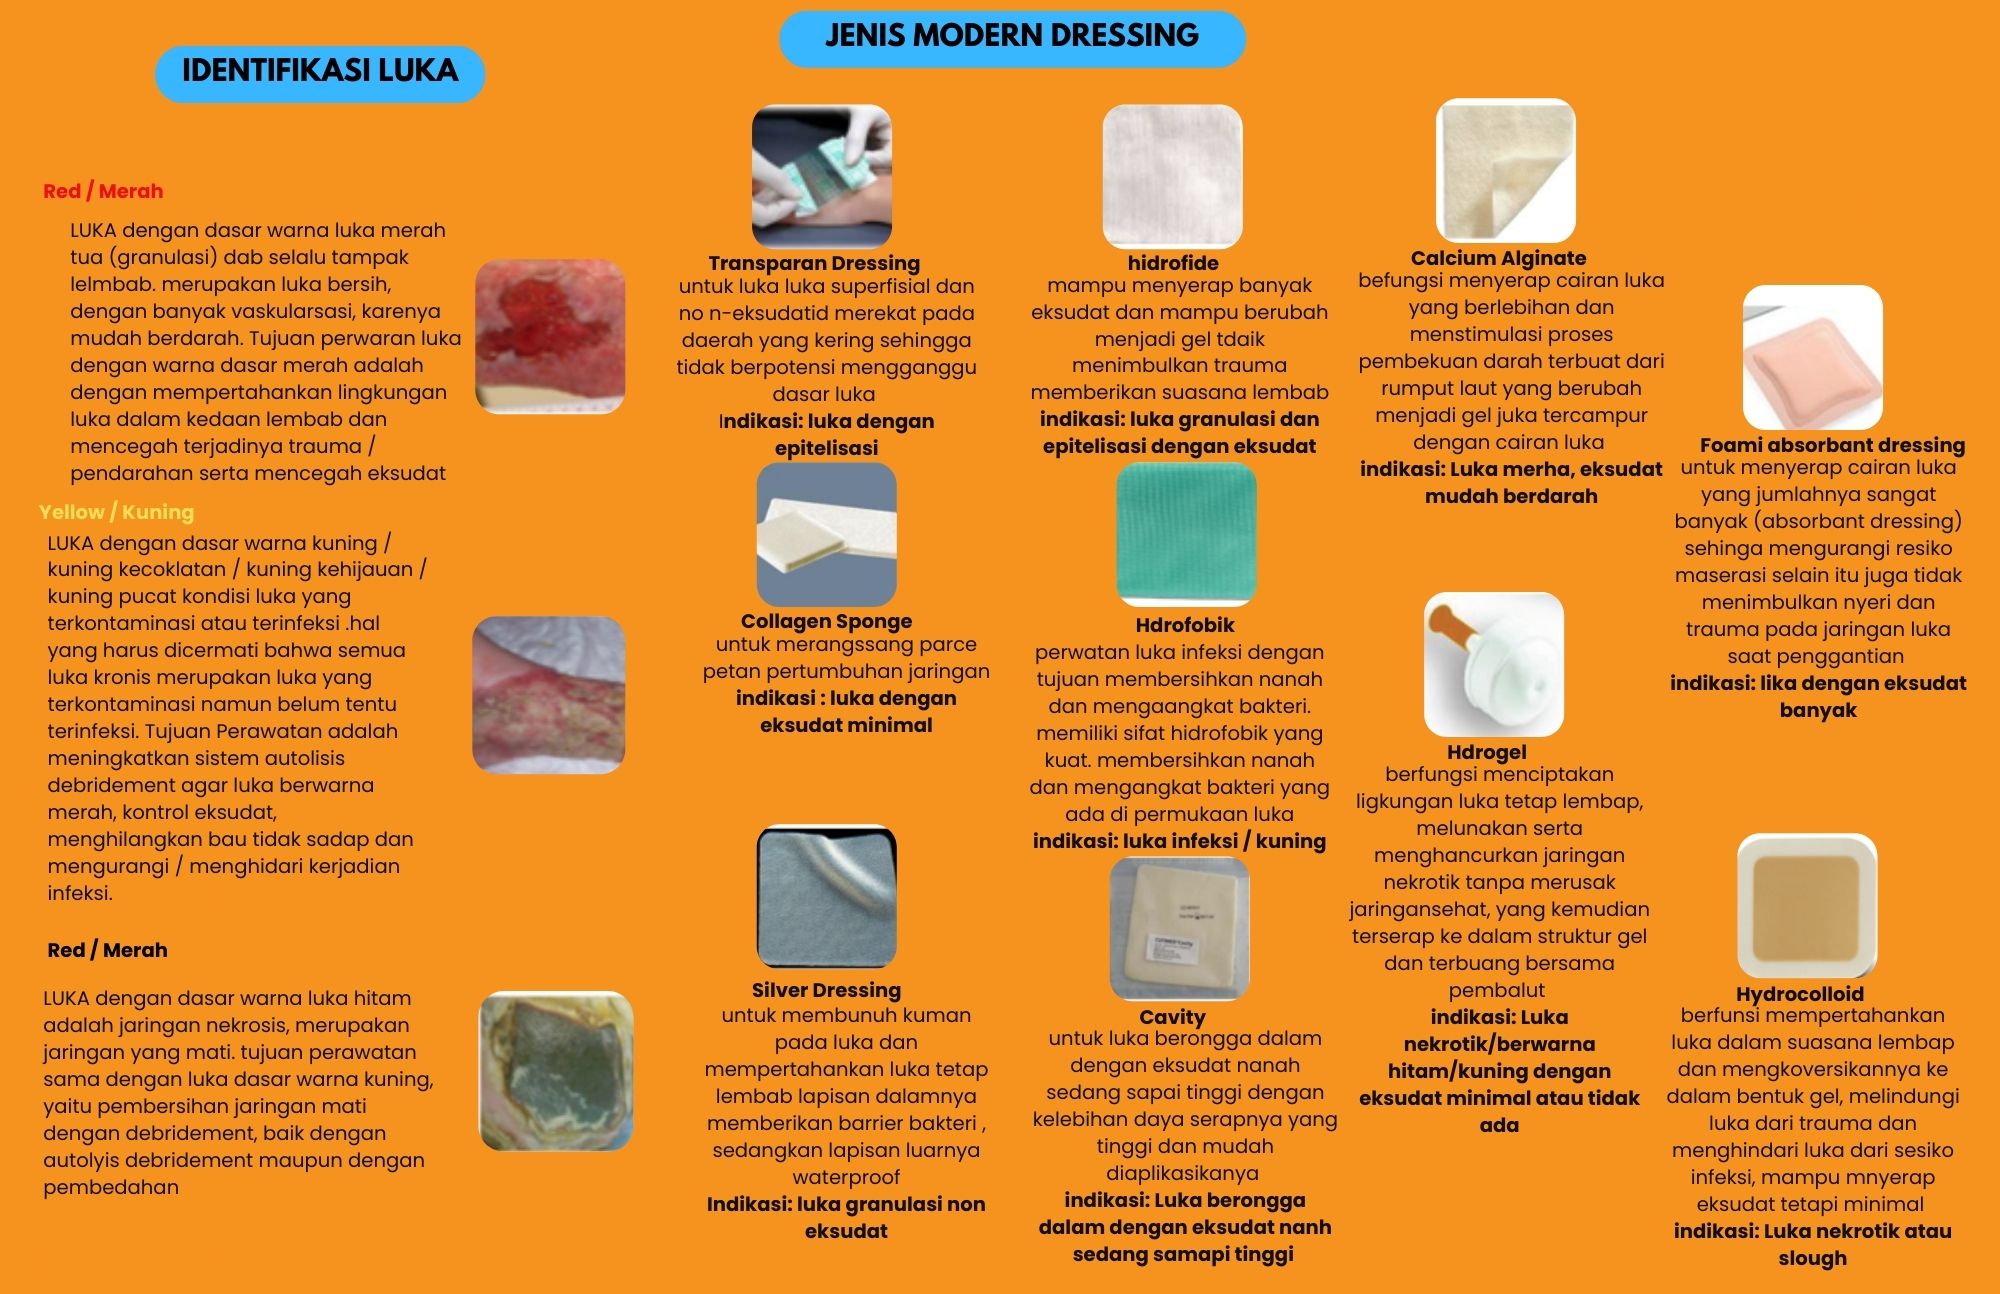 IDENTIFIKASI LUKA
Red / Merah
LUKA dengan dasar warna luka merah
tua (granulasi) dab selalu tampak
lelmbab. merupakan luka bersih,
dengan banyak vaskularsasi, karenya
mudah berdarah. Tujuan perwaran luka
dengan warna dasar merah adalah
dengan mempertahankan lingkungan
luka dalam kedaan lembab dan
mencegah terjadinya trauma /
pendarahan serta mencegah eksudat
Yellow / Kuning
LUKA dengan dasar warna kuning /
kuning kecoklatan / kuning kehijauan /
kuning pucat kondisi luka yang
terkontaminasi atau terinfeksi .hal
yang harus dicermati bahwa semua
luka kronis merupakan luka yang
terkontaminasi namun belum tentu
terinfeksi. Tujuan Perawatan adalah
meningkatkan sistem autolisis
debridement agar luka berwarna
merah, kontrol eksudat,
menghilangkan bau tidak sadap dan
mengurangi / menghidari kerjadian
infeksi.
Red / Merah
LUKA dengan dasar warna luka hitam
adalah jaringan nekrosis, merupakan
jaringan yang mati. tujuan perawatan
sama dengan luka dasar warna kuning,
yaitu pembersihan jaringan mati
dengan debridement, baik dengan
autolyis debridement maupun dengan
pembedahan
JENIS MODERN DRESSING
Transparan Dressing
untuk luka luka superfisial dan
no n-eksudatid merekat pada
daerah yang kering sehingga
tidak berpotensi mengganggu
dasar luka
Indikasi: luka dengan
epitelisasi
Collagen Sponge
untuk merangssang parce
petan pertumbuhan jaringan
indikasi : luka dengan
eksudat minimal
Silver Dressing
untuk membunuh kuman
pada luka dan
mempertahankan luka tetap
lembab lapisan dalamnya
memberikan barrier bakteri ,
sedangkan lapisan luarnya
waterproof
Indikasi: luka granulasi non
eksudat
hidrofide
mampu menyerap banyak
eksudat dan mampu berubah
menjadi gel tdaik
menimbulkan trauma
memberikan suasana lembab
indikasi: luka granulasi dan
epitelisasi dengan eksudat
Hdrofobik
perwatan luka infeksi dengan
tujuan membersihkan nanah
dan mengaangkat bakteri.
memiliki sifat hidrofobik yang
kuat. membersihkan nanah
dan mengangkat bakteri yang
ada di permukaan luka
indikasi: luka infeksi / kuning
Cavity
untuk luka berongga dalam
dengan eksudat nanah
sedang sapai tinggi dengan
kelebihan daya serapnya yang
tinggi dan mudah
diaplikasikanya
indikasi: Luka berongga
dalam dengan eksudat nanh
sedang samapi tinggi
Calcium Alginate
befungsi menyerap cairan luka
yang berlebihan dan
menstimulasi proses
pembekuan darah terbuat dari
rumput laut yang berubah
menjadi gel juka tercampur
dengan cairan luka
indikasi: Luka merha, eksudat
mudah berdarah
Hdrogel
berfungsi menciptakan
ligkungan luka tetap lembap,
melunakan serta
menghancurkan jaringan
nekrotik tanpa merusak
jaringansehat, yang kemudian
terserap ke dalam struktur gel
dan terbuang bersama
pembalut
indikasi: Luka
nekrotik/berwarna
hitam/kuning dengan
eksudat minimal atau tidak
ada
Foami absorbant dressing
untuk menyerap cairan luka
yang jumlahnya sangat
banyak (absorbant dressing)
sehinga mengurangi resiko
maserasi selain itu juga tidak
menimbulkan nyeri dan
trauma pada jaringan luka
saat penggantian
indikasi: lika dengan eksudat
banyak
Hydrocolloid
berfunsi mempertahankan
luka dalam suasana lembap
dan mengkoversikannya ke
dalam bentuk gel, melindungi
luka dari trauma dan
menghindari luka dari sesiko
infeksi, mampu mnyerap
eksudat tetapi minimal
indikasi: Luka nekrotik atau
slough